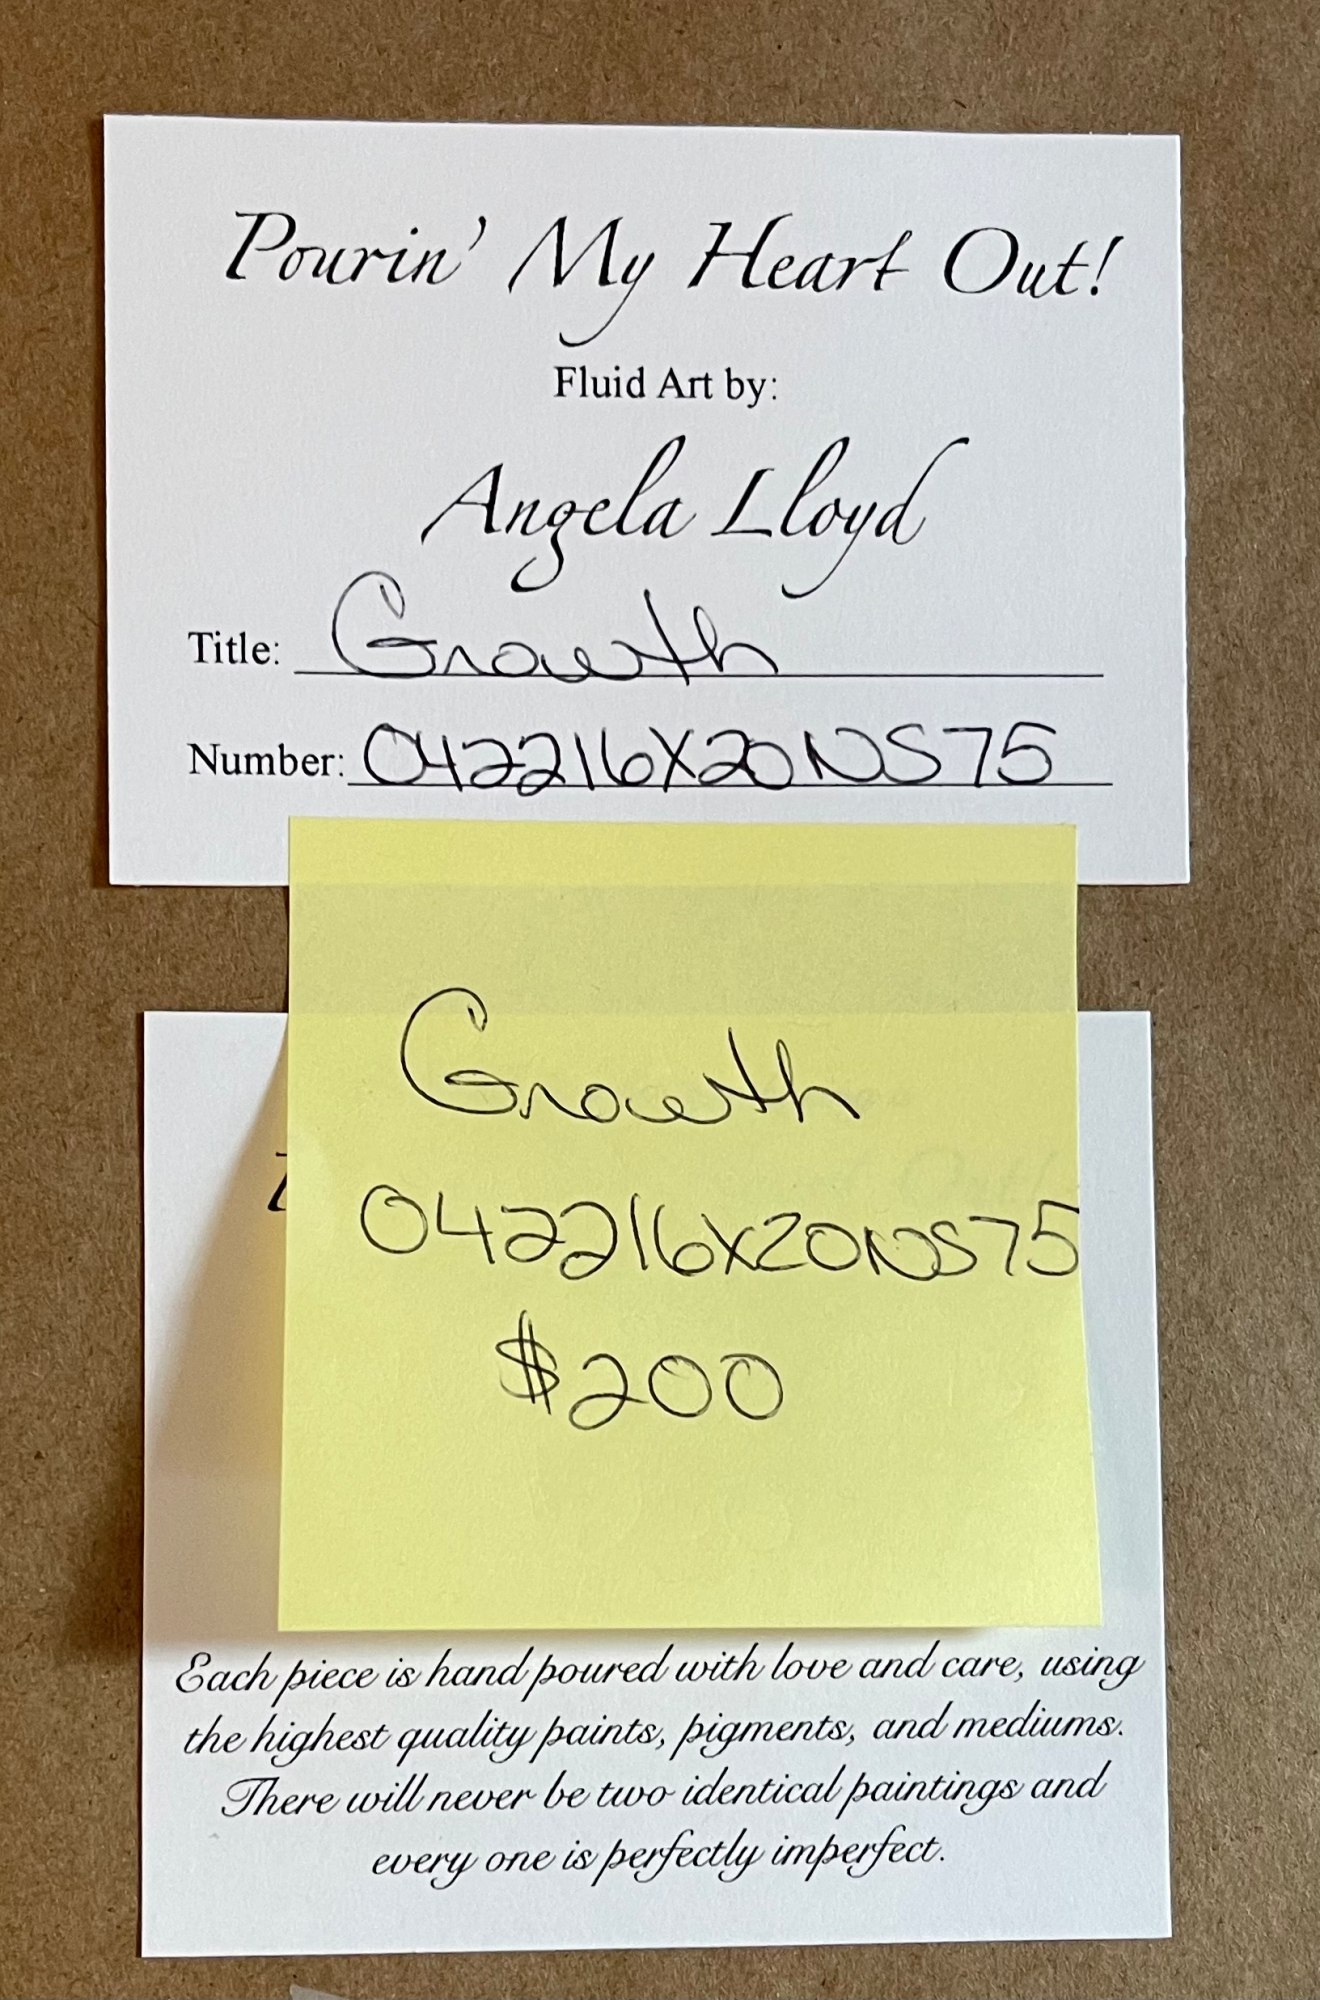 Pourin' My Heart Out!
Fluid Art by:
Angela Lloyd
Title: Growth
Number: 042216X20NS75
Growth
042216X20NS75
$200
Each piece is hand poured with love and care, using
the highest quality paints, pigments, and mediums.
There will never be two identical paintings and
every one is perfectly imperfect.